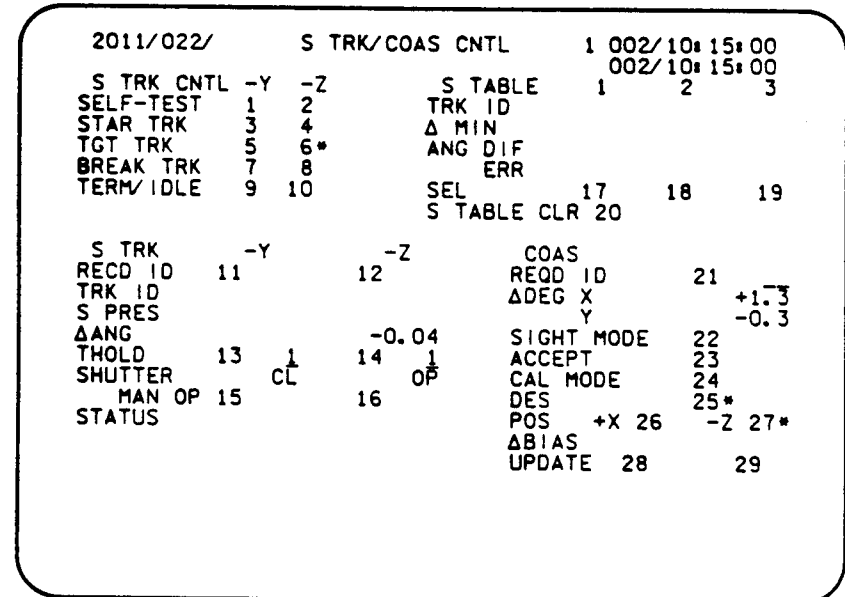 2011/022/ S TRK/COAS CNTL 1 002/10:15:00
002/10:15:00
S TRK CNTL -Y -Z S TABLE 1 2 3
SELF-TEST 1 2 TRK ID
STAR TRK 3 4 Δ MIN
TGT TRK 5 6* ANG DIF
BREAK TRK 7 8 ERR
TERM/IDLE 9 10 SEL 17 18 19
S TABLE CLR 20
S TRK -Y -Z COAS
RECD ID 11 12 REQD ID 21
TRK ID ΔDEG X +1.3
S PRES Y -0.3
ΔANG -0.04 SIGHT MODE 22
THOLD 13 1 14 1 ACCEPT 23
SHUTTER CL OP CAL MODE 24
MAN OP 15 16 DES 25*
STATUS POS +X 26 -Z 27*
ΔBIAS
UPDATE 28 29